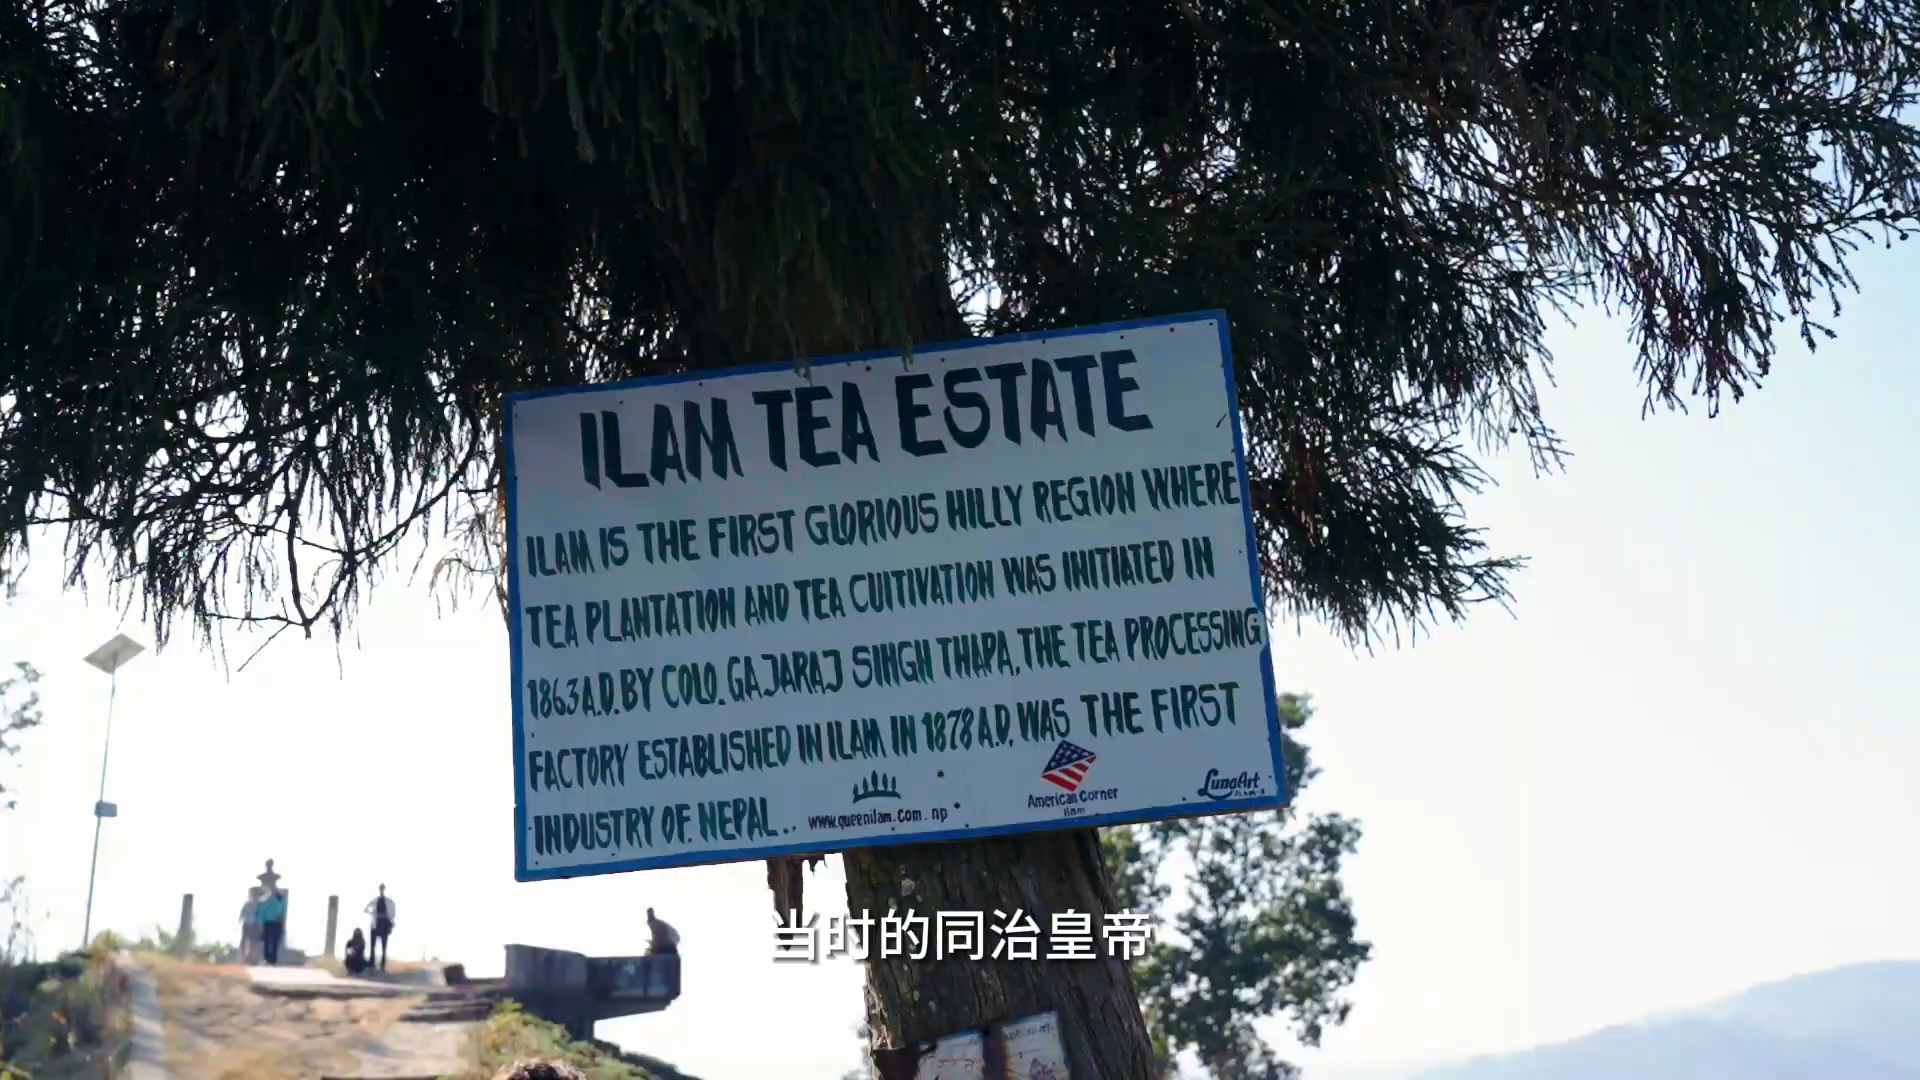 ILAM TEA ESTATE
ILAM IS THE FIRST GLORIOUS HILLY REGION WHERE
TEA PLANTATION AND TEA CUITIVATION WAS INITIATED IN
1863 A.D. BY COLO. GAJARAJ SINGH THAPA, THE TEA PROCESSING
FACTORY ESTABLISHED IN ILAM IN 1878 A.D. WAS THE FIRST
INDUSTRY OF NEPAL..
www.queenilam.com.np
American Corner
Ilam
LunaArt
当时的同治皇帝